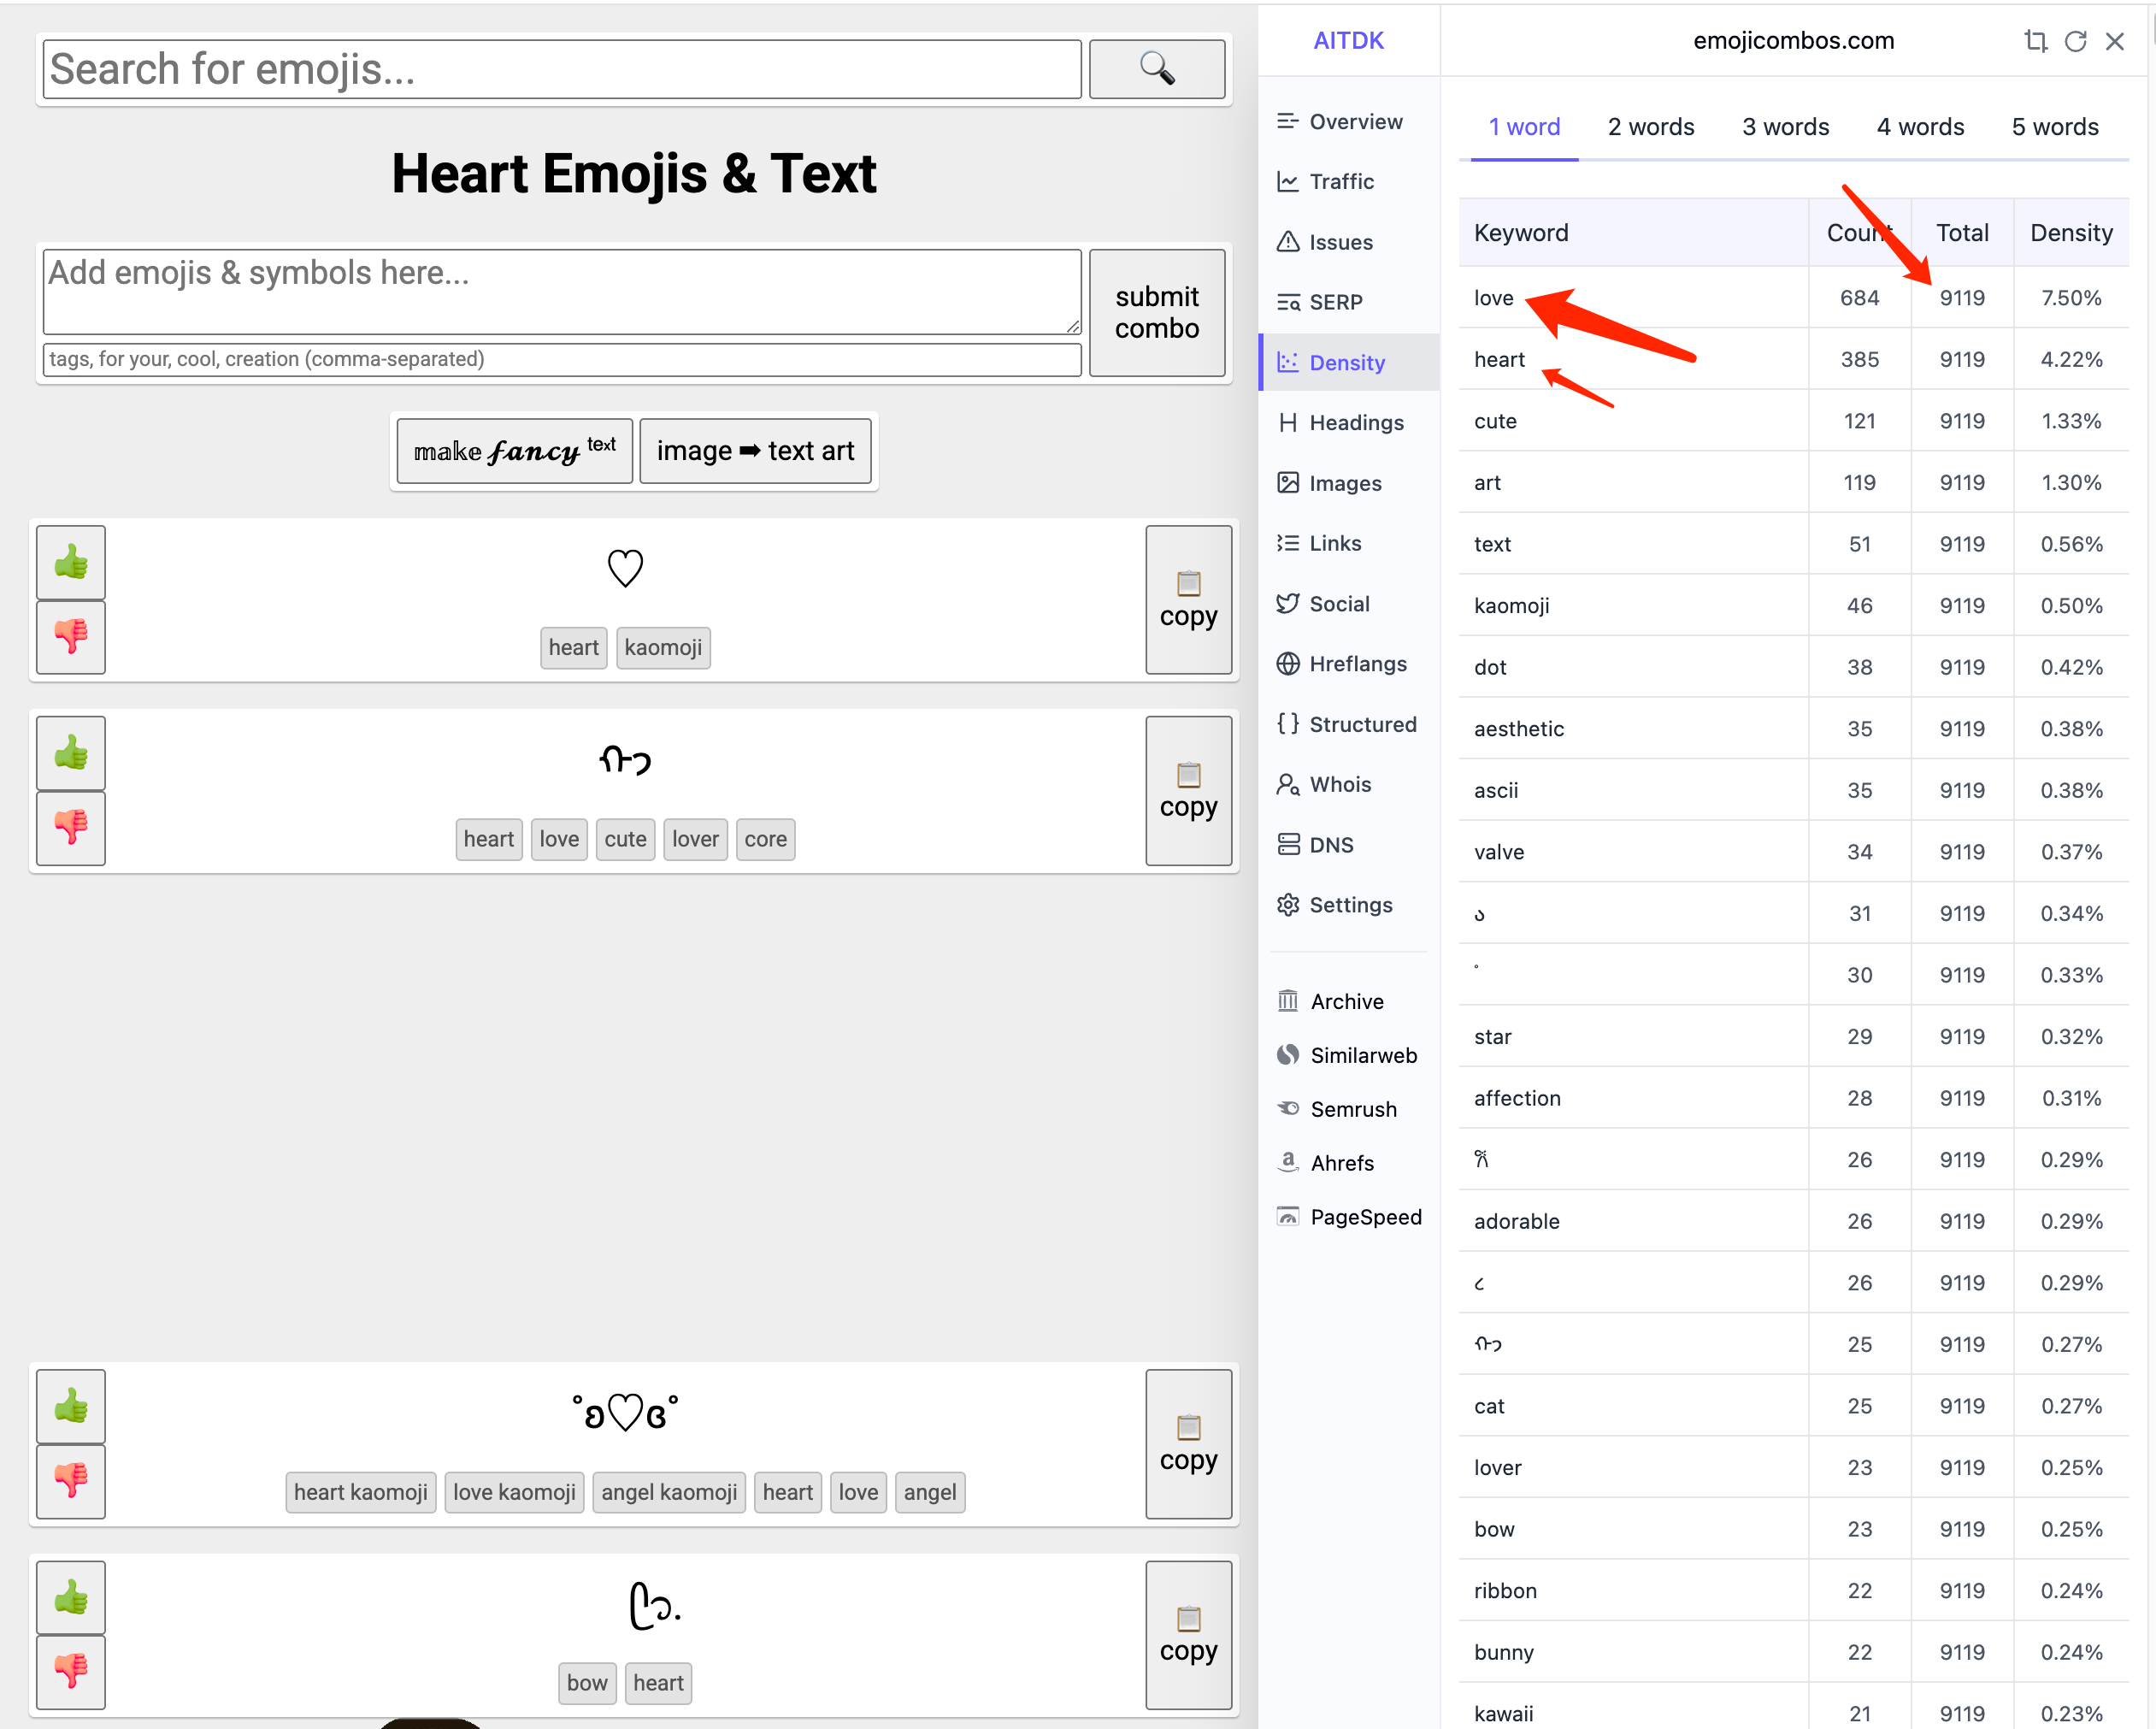 Search for emojis...
🔍
Heart Emojis & Text
Add emojis & symbols here...
tags, for your, cool, creation (comma-separated)
submit
combo
𝕞𝕒𝕜𝕖 𝓯𝓪𝓷𝓬𝔂 ᵗᵉˣᵗ
image ➡ text art
👍
👎
♡
heart kaomoji
📋
copy
👍
👎
heart love cute lover core
📋
copy
👍
👎
˚ʚ♡ɞ˚
heart kaomoji love kaomoji angel kaomoji heart love angel
📋
copy
👍
👎
bow heart
📋
copy
AITDK
emojicombos.com
Overview
Traffic
Issues
SERP
Density
Headings
Images
Links
Social
Hreflangs
Structured
Whois
DNS
Settings
Archive
Similarweb
Semrush
Ahrefs
PageSpeed
1 word 2 words 3 words 4 words 5 words
Keyword Count Total Density
love 684 9119 7.50%
heart 385 9119 4.22%
cute 121 9119 1.33%
art 119 9119 1.30%
text 51 9119 0.56%
kaomoji 46 9119 0.50%
dot 38 9119 0.42%
aesthetic 35 9119 0.38%
ascii 35 9119 0.38%
valve 34 9119 0.37%
31 9119 0.34%
30 9119 0.33%
star 29 9119 0.32%
affection 28 9119 0.31%
26 9119 0.29%
adorable 26 9119 0.29%
26 9119 0.29%
25 9119 0.27%
cat 25 9119 0.27%
lover 23 9119 0.25%
bow 23 9119 0.25%
ribbon 22 9119 0.24%
bunny 22 9119 0.24%
kawaii 21 9119 0.23%